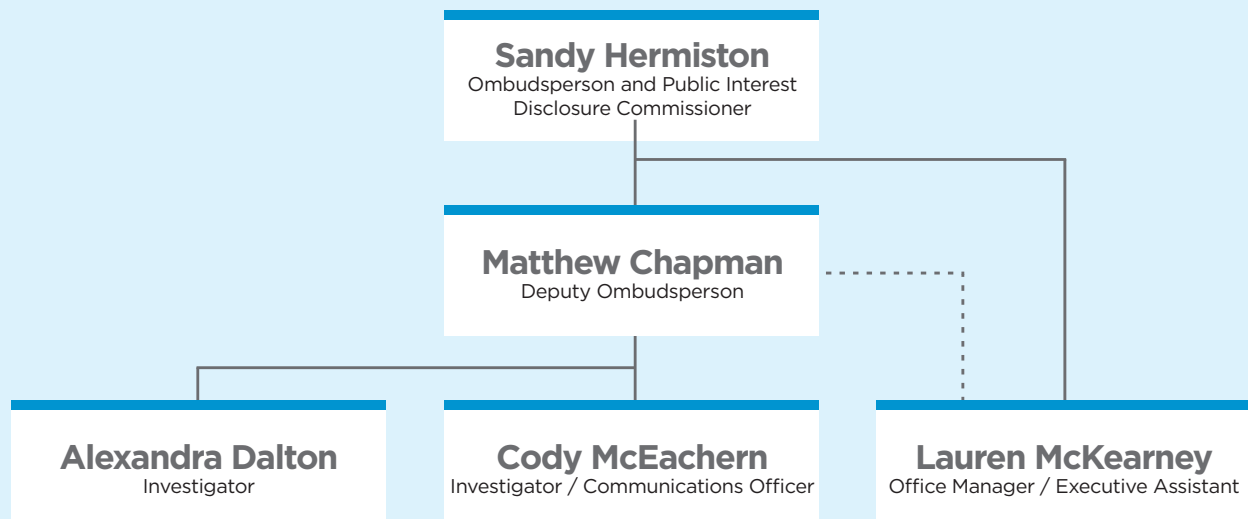 Sandy Hermiston
Ombudsperson and Public Interest
Disclosure Commissioner
Matthew Chapman
Deputy Ombudsperson
Alexandra Dalton
Investigator
Cody McEachern
Investigator / Communications Officer
Lauren McKearney
Office Manager / Executive Assistant